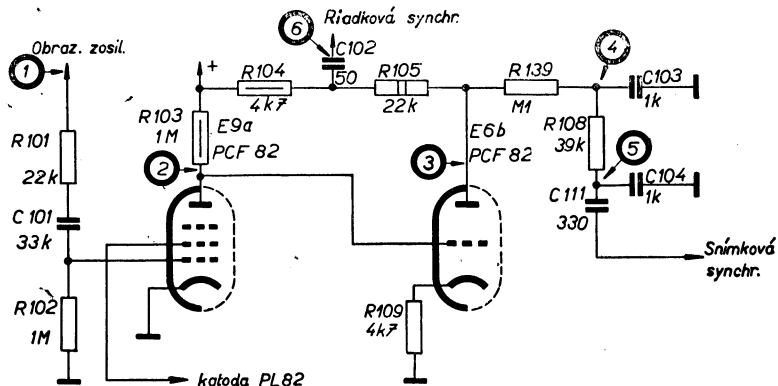 Riadková synchr.
6
C102
50
1
Obraz. zosil.
+
R104
4k7
R105
22k
R139
M1
4
C103
1k
R103
1M
E9a
PCF 82
R101
22k
2
3
E6b
PCF 82
R108
39k
5
C104
1k
C111
330
C101
33k
Snímková
synchr.
R102
1M
R109
4k7
katoda PL82